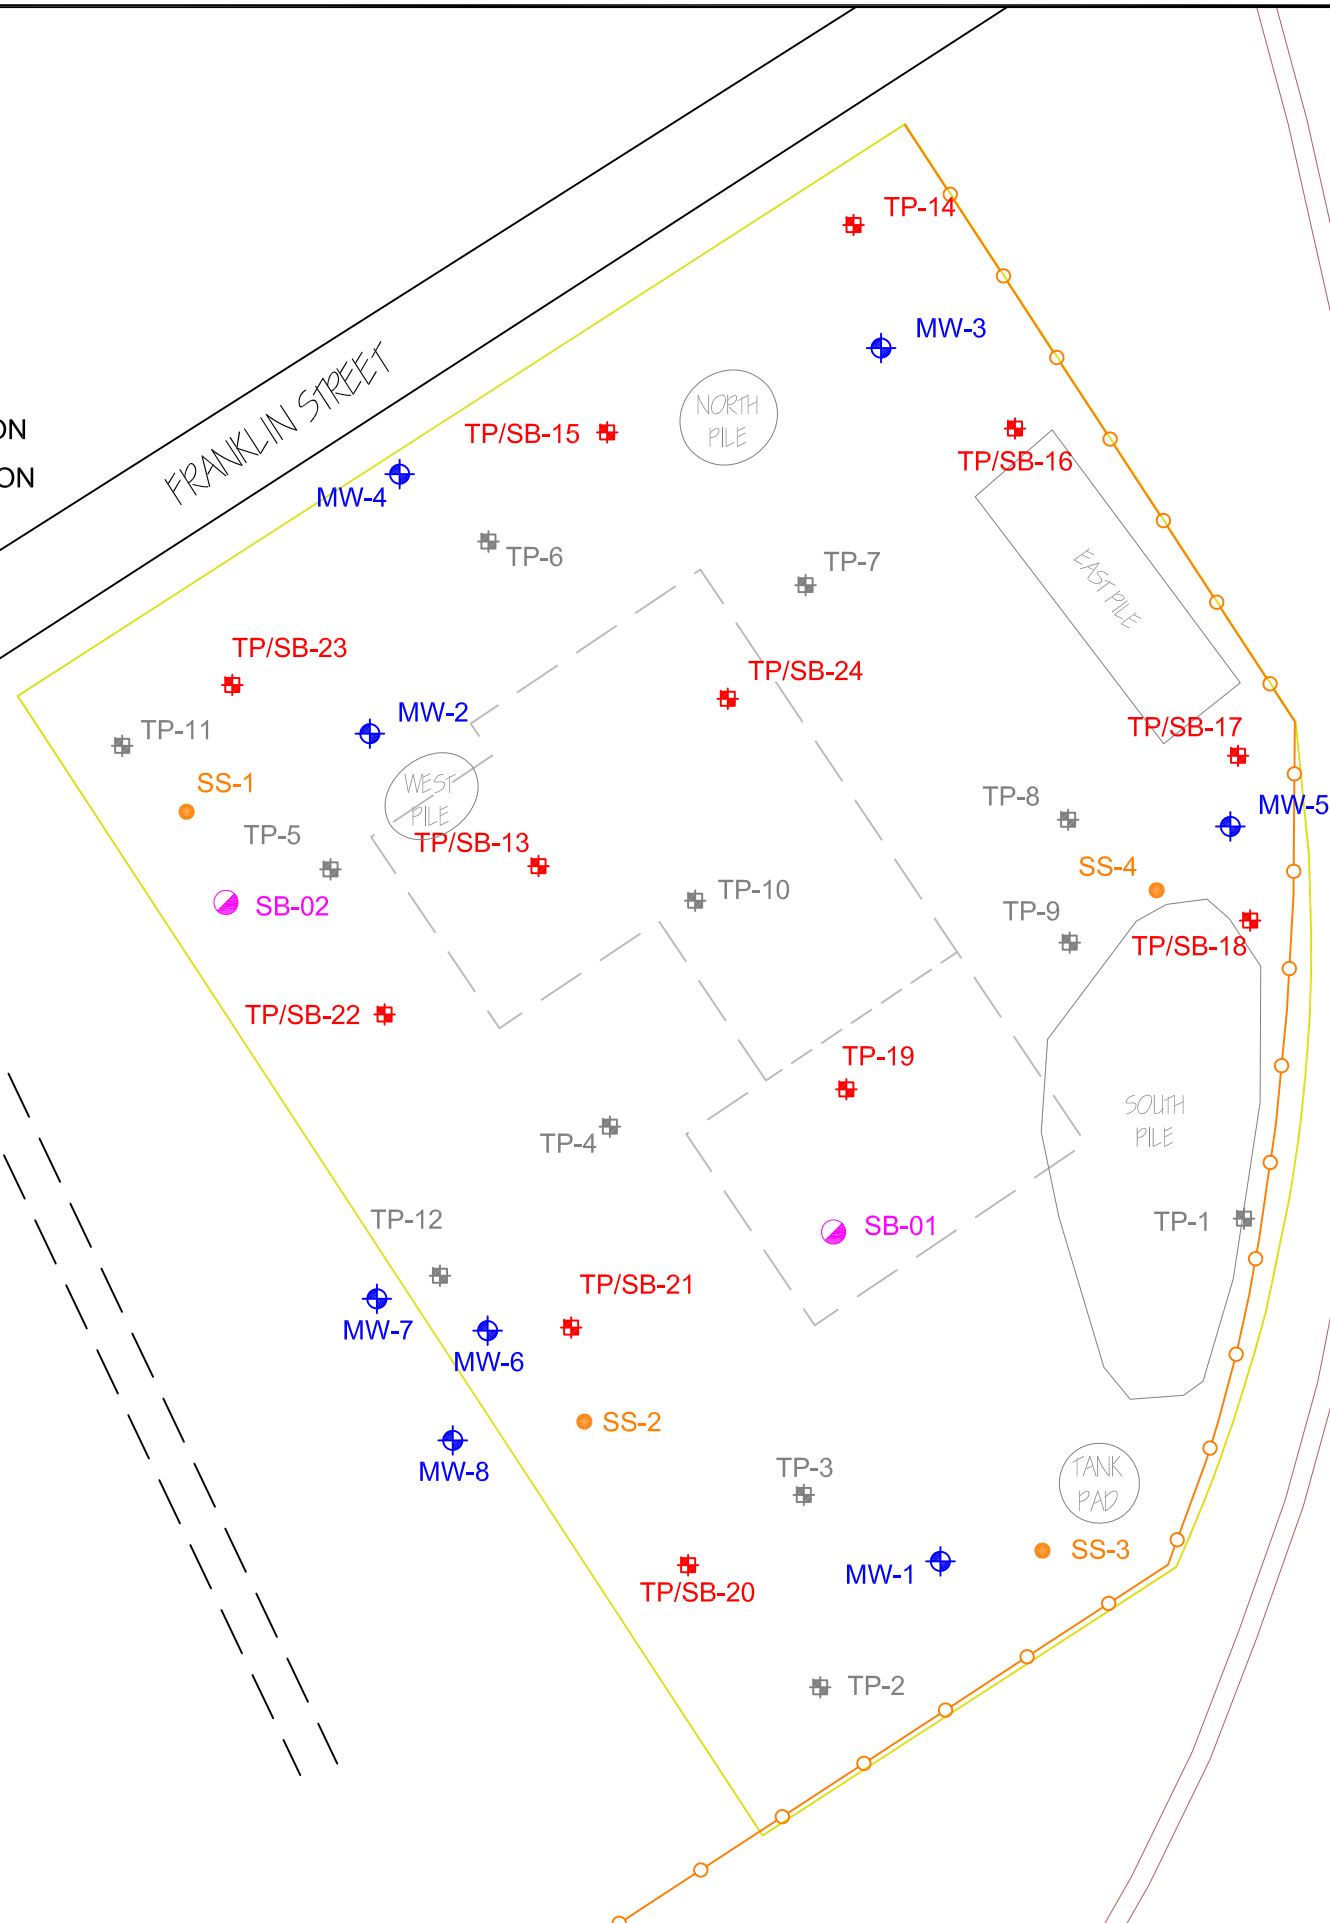 TP-14
MW-3
FRANKLIN STREET
NORTH
PILE
ON
TP/SB-15
TP/SB-16
ON
MW-4
TP-6
TP-7
EAST PILE
TP/SB-23
TP/SB-24
MW-2
TP-11
TP/SB-17
SS-1
WEST
PILE
TP-8
MW-5
TP-5
TP/SB-13
SS-4
TP-10
SB-02
TP-9
TP/SB-18
TP/SB-22
TP-19
SOUTH
PILE
TP-4
TP-12
TP-1
SB-01
TP/SB-21
MW-7
MW-6
SS-2
MW-8
TP-3
TANK
PAD
SS-3
MW-1
TP/SB-20
TP-2